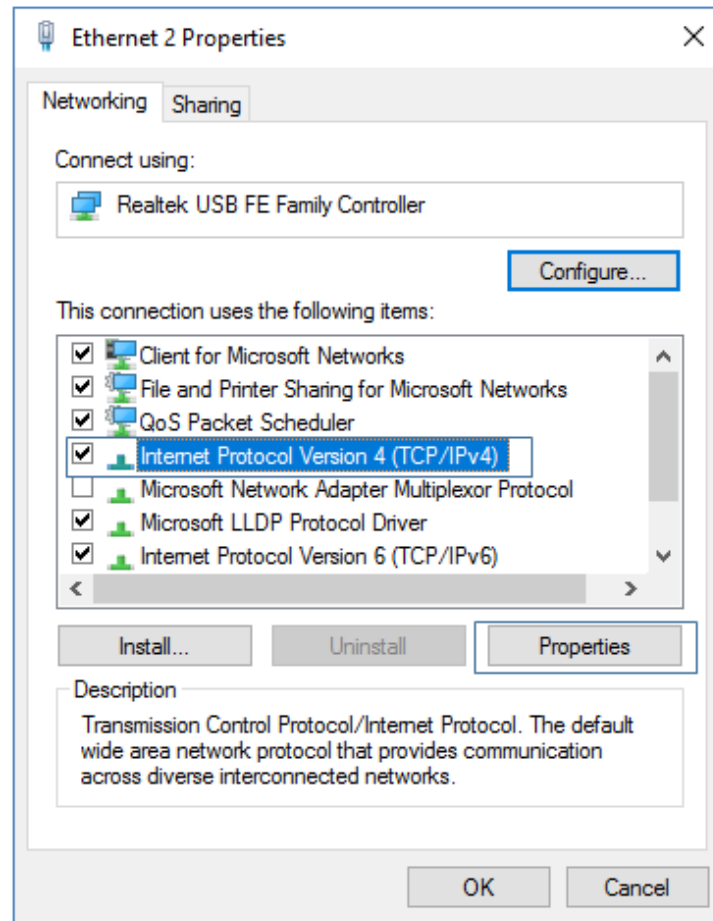 Ethernet 2 Properties
Networking
Sharing
Connect using:
Realtek USB FE Family Controller
Configure...
This connection uses the following items:
Client for Microsoft Networks
File and Printer Sharing for Microsoft Networks
QoS Packet Scheduler
Internet Protocol Version 4 (TCP/IPv4)
Microsoft Network Adapter Multiplexor Protocol
Microsoft LLDP Protocol Driver
Internet Protocol Version 6 (TCP/IPv6)
Install...
Uninstall
Properties
Description
Transmission Control Protocol/Internet Protocol. The default
wide area network protocol that provides communication
across diverse interconnected networks.
OK
Cancel